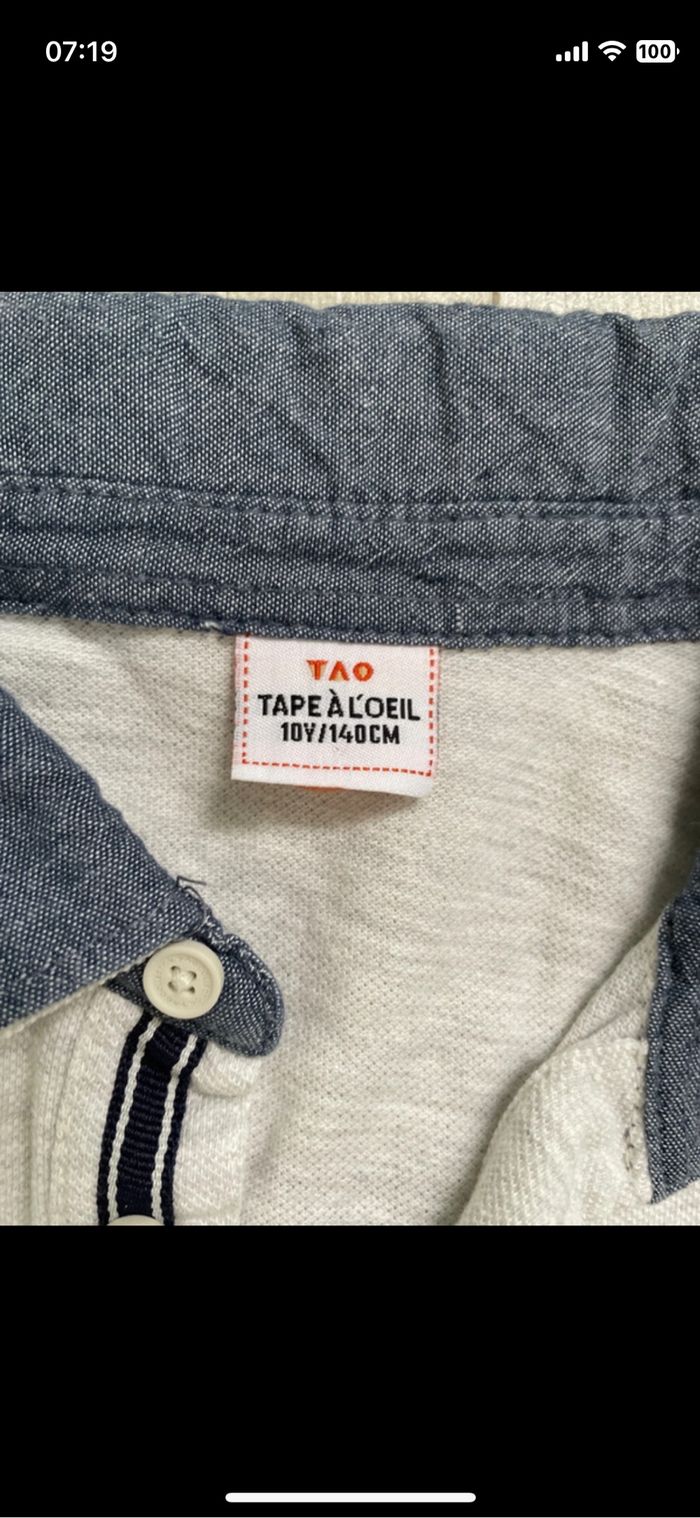 07:19
100
TAO
TAPE À L'OEIL
10Y/140CM